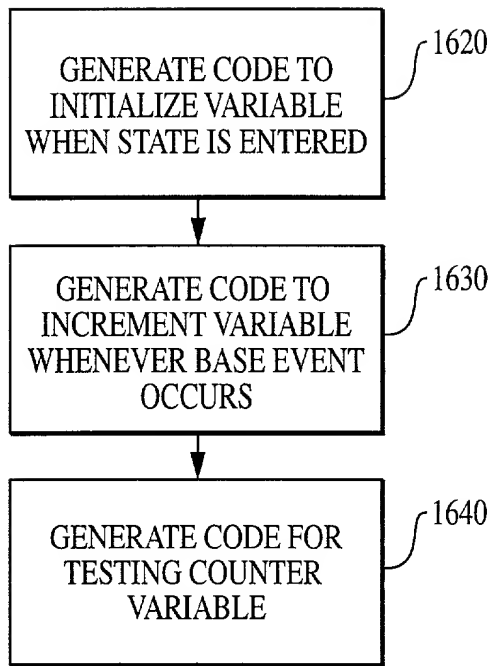 GENERATE CODE TO
INITIALIZE VARIABLE
WHEN STATE IS ENTERED
1620
GENERATE CODE TO
INCREMENT VARIABLE
WHENEVER BASE EVENT
OCCURS
1630
GENERATE CODE FOR
TESTING COUNTER
VARIABLE
1640